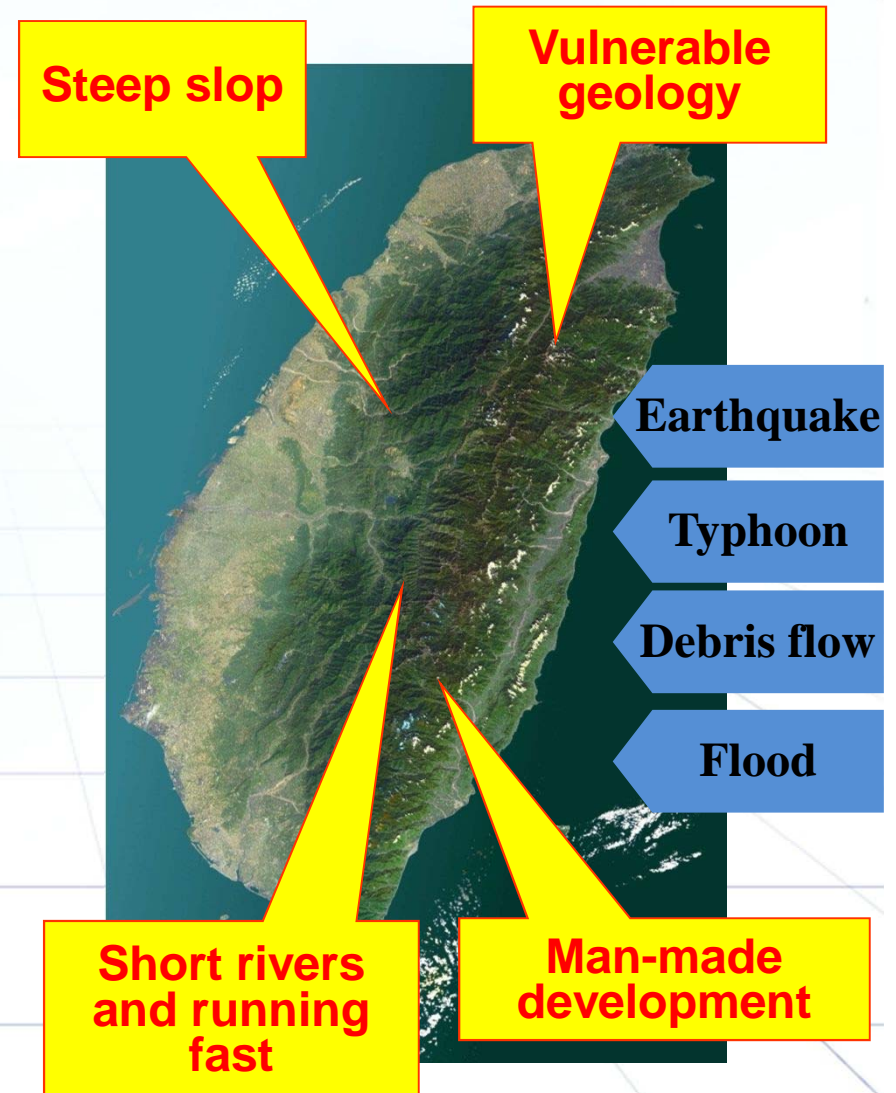 Steep slop
Vulnerable
geology
Earthquake
Typhoon
Debris flow
Flood
Short rivers
and running
fast
Man-made
development